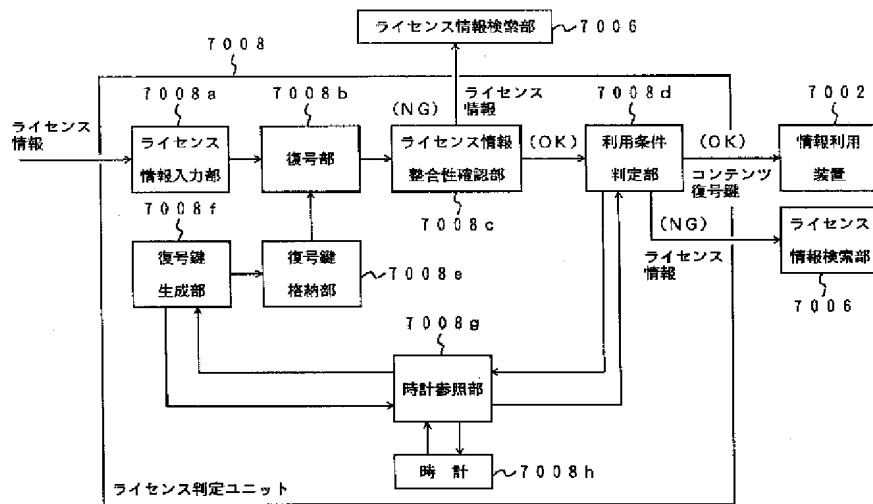 ライセンス情報検索部
7006
7008
7008a
7008b
(NG)
ライセンス
情報
7008d
7002
ライセンス
情報
ライセンス
情報入力部
復号部
ライセンス情報
整合性確認部
(OK)
利用条件
判定部
(OK)
コンテンツ
復号鍵
情報利用
装置
7008f
7008c
(NG)
ライセンス
情報
ライセンス
情報検索部
7006
復号鍵
生成部
復号鍵
格納部
7008e
7008g
時計参照部
時計
7008h
ライセンス判定ユニット